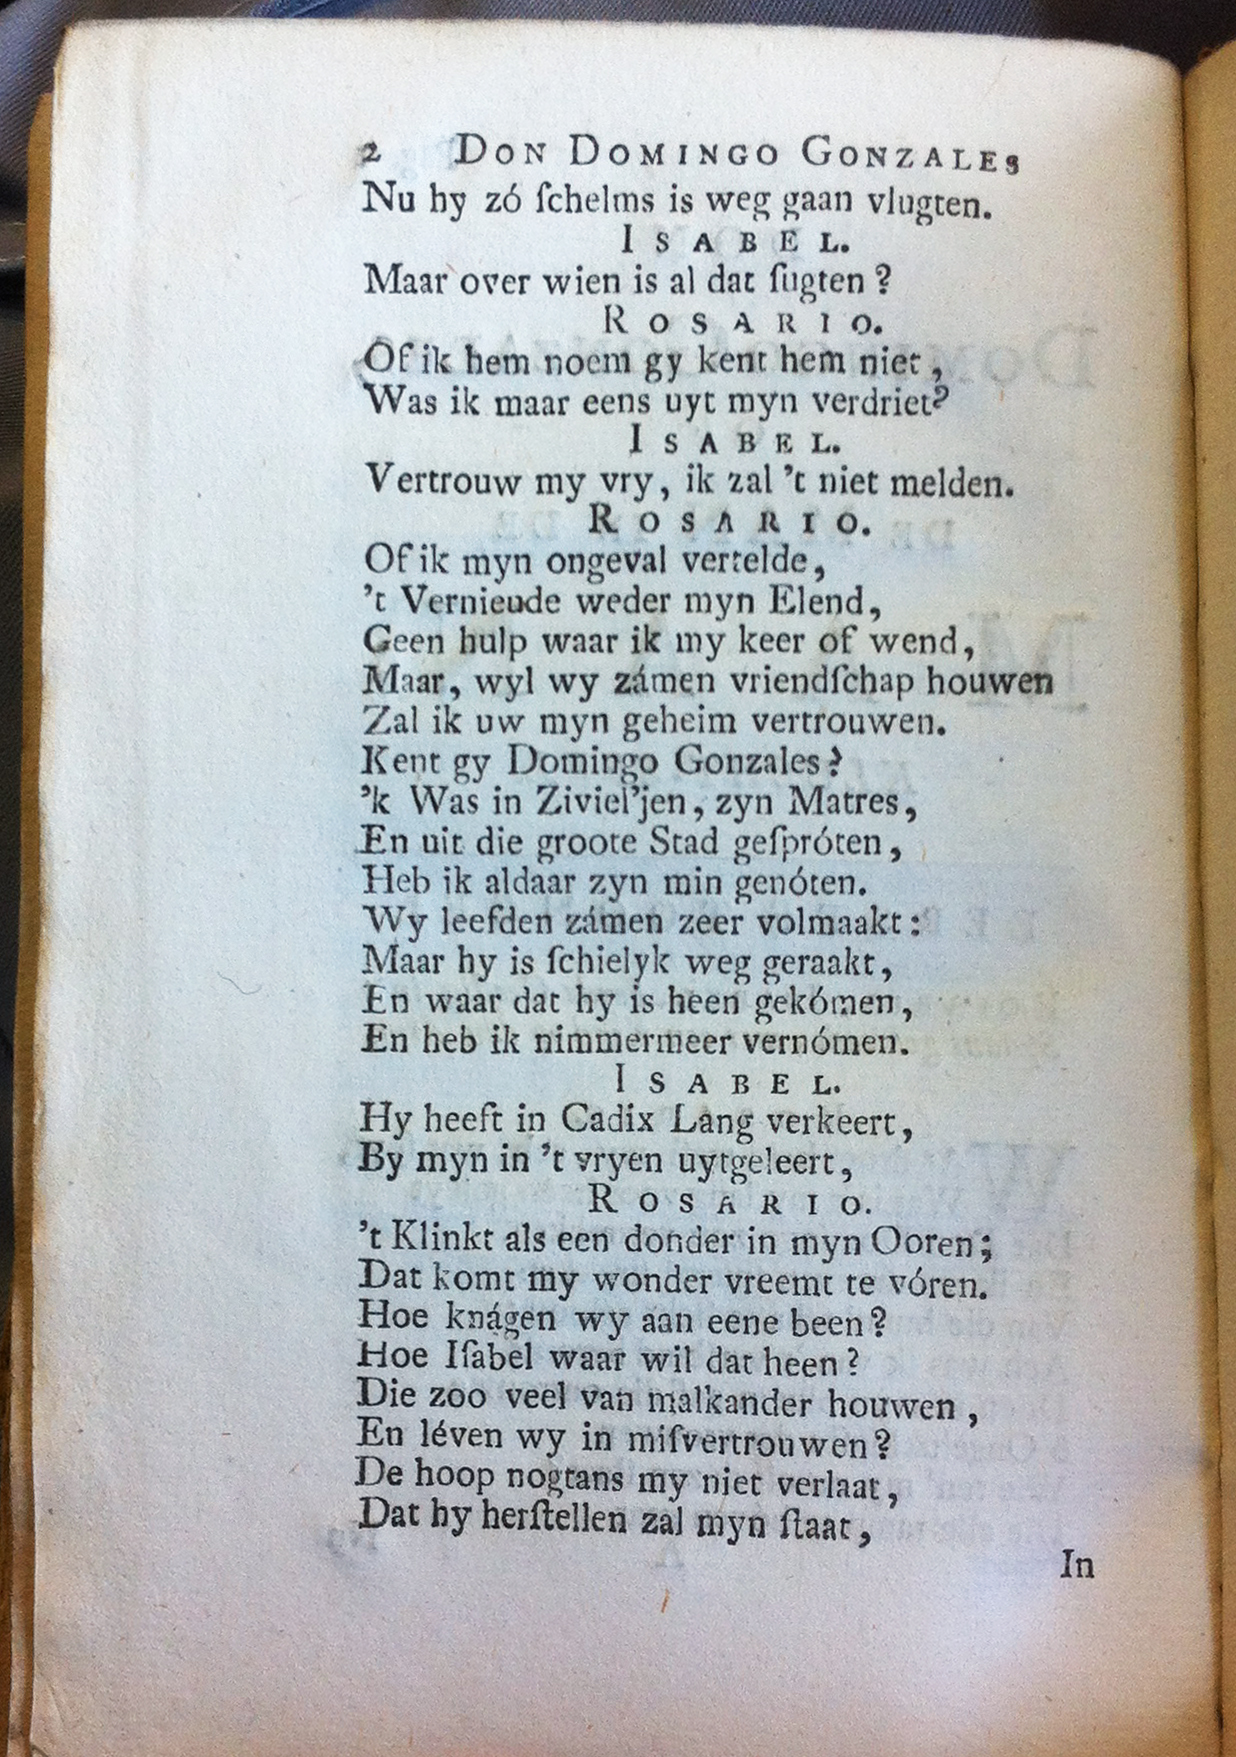 2 DON DOMINGO GONZALES
Nu hy zó ſchelms is weg gaan vlugten.
ISABEL.
Maar over wien is al dat ſugten?
ROSARIO.
Of ik hem noem gy kent hem niet,
Was ik maar eens uyt myn verdriet?
ISABEL.
Vertrouw my vry, ik zal 't niet melden.
ROSARIO.
Of ik myn ongeval vertelde,
't Vernieude weder myn Elend,
Geen hulp waar ik my keer of wend,
Maar, wyl wy zámen vriendſchap houwen
Zal ik uw myn geheim vertrouwen.
Kent gy Domingo Gonzales?
'k Was in Ziviel'jen, zyn Matres,
En uit die groote Stad geſpróten,
Heb ik aldaar zyn min genóten.
Wy leefden zámen zeer volmaakt:
Maar hy is ſchielyk weg geraakt,
En waar dat hy is heen gekómen,
En heb ik nimmermeer vernómen.
ISABEL.
Hy heeft in Cadix Lang verkeert,
By myn in 't vryen uytgeleert,
ROSARIO.
't Klinkt als een donder in myn Ooren;
Dat komt my wonder vreemt te vóren.
Hoe knágen wy aan eene been?
Hoe Iſabel waar wil dat heen?
Die zoo veel van malkander houwen,
En léven wy in miſvertrouwen?
De hoop nogtans my niet verlaat,
Dat hy herſtellen zal myn ſtaat,
In